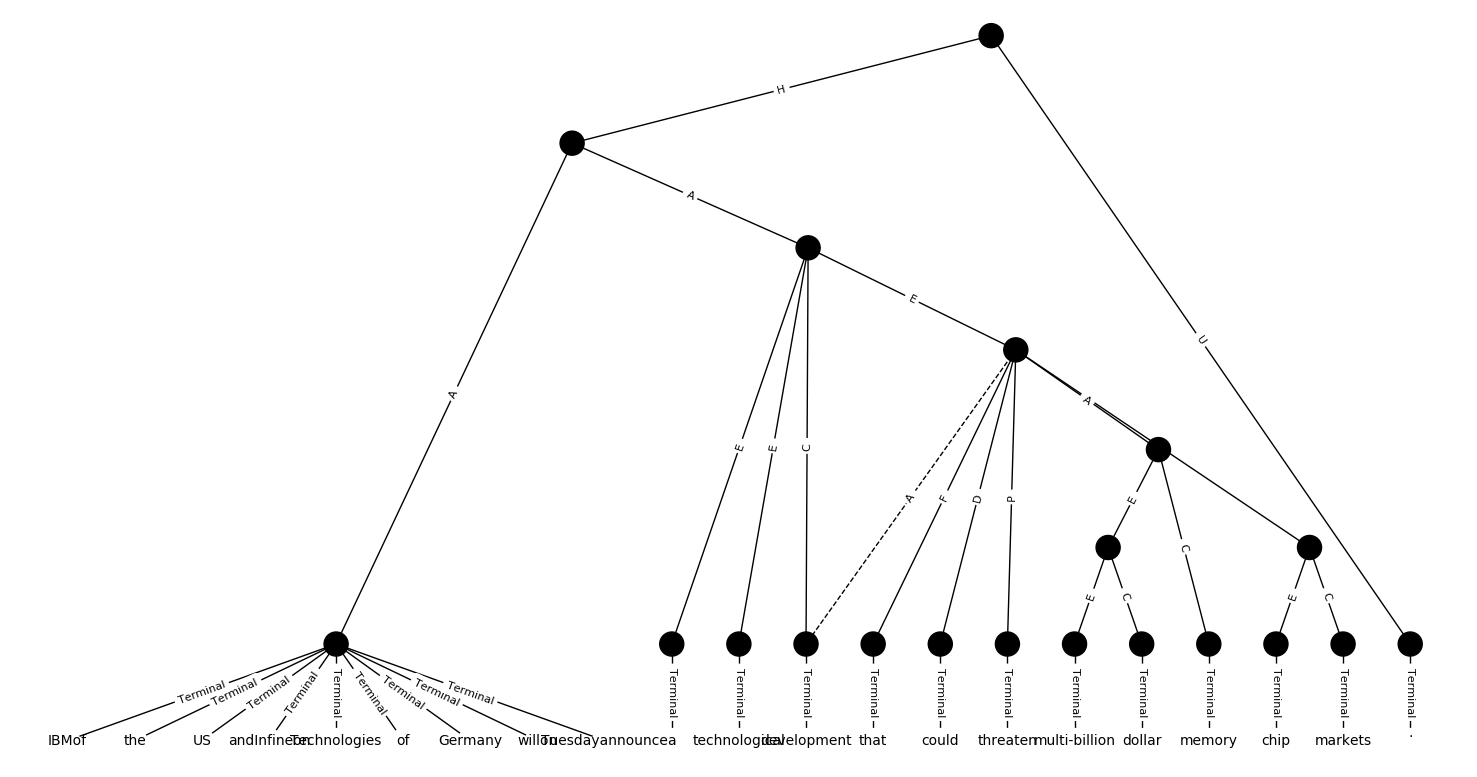 H
A
E
U
A
A
E
E
C
A
F
D
P
E
C
E
C
E
C
Terminal Terminal Terminal Terminal Terminal Terminal Terminal Terminal Terminal Terminal Terminal Terminal Terminal Terminal Terminal Terminal Terminal Terminal Terminal Terminal Terminal
IBMof the US andInfineon Technologies of Germany willon Tuesdayannouncea technological development that could threaten multi-billion dollar memory chip markets .